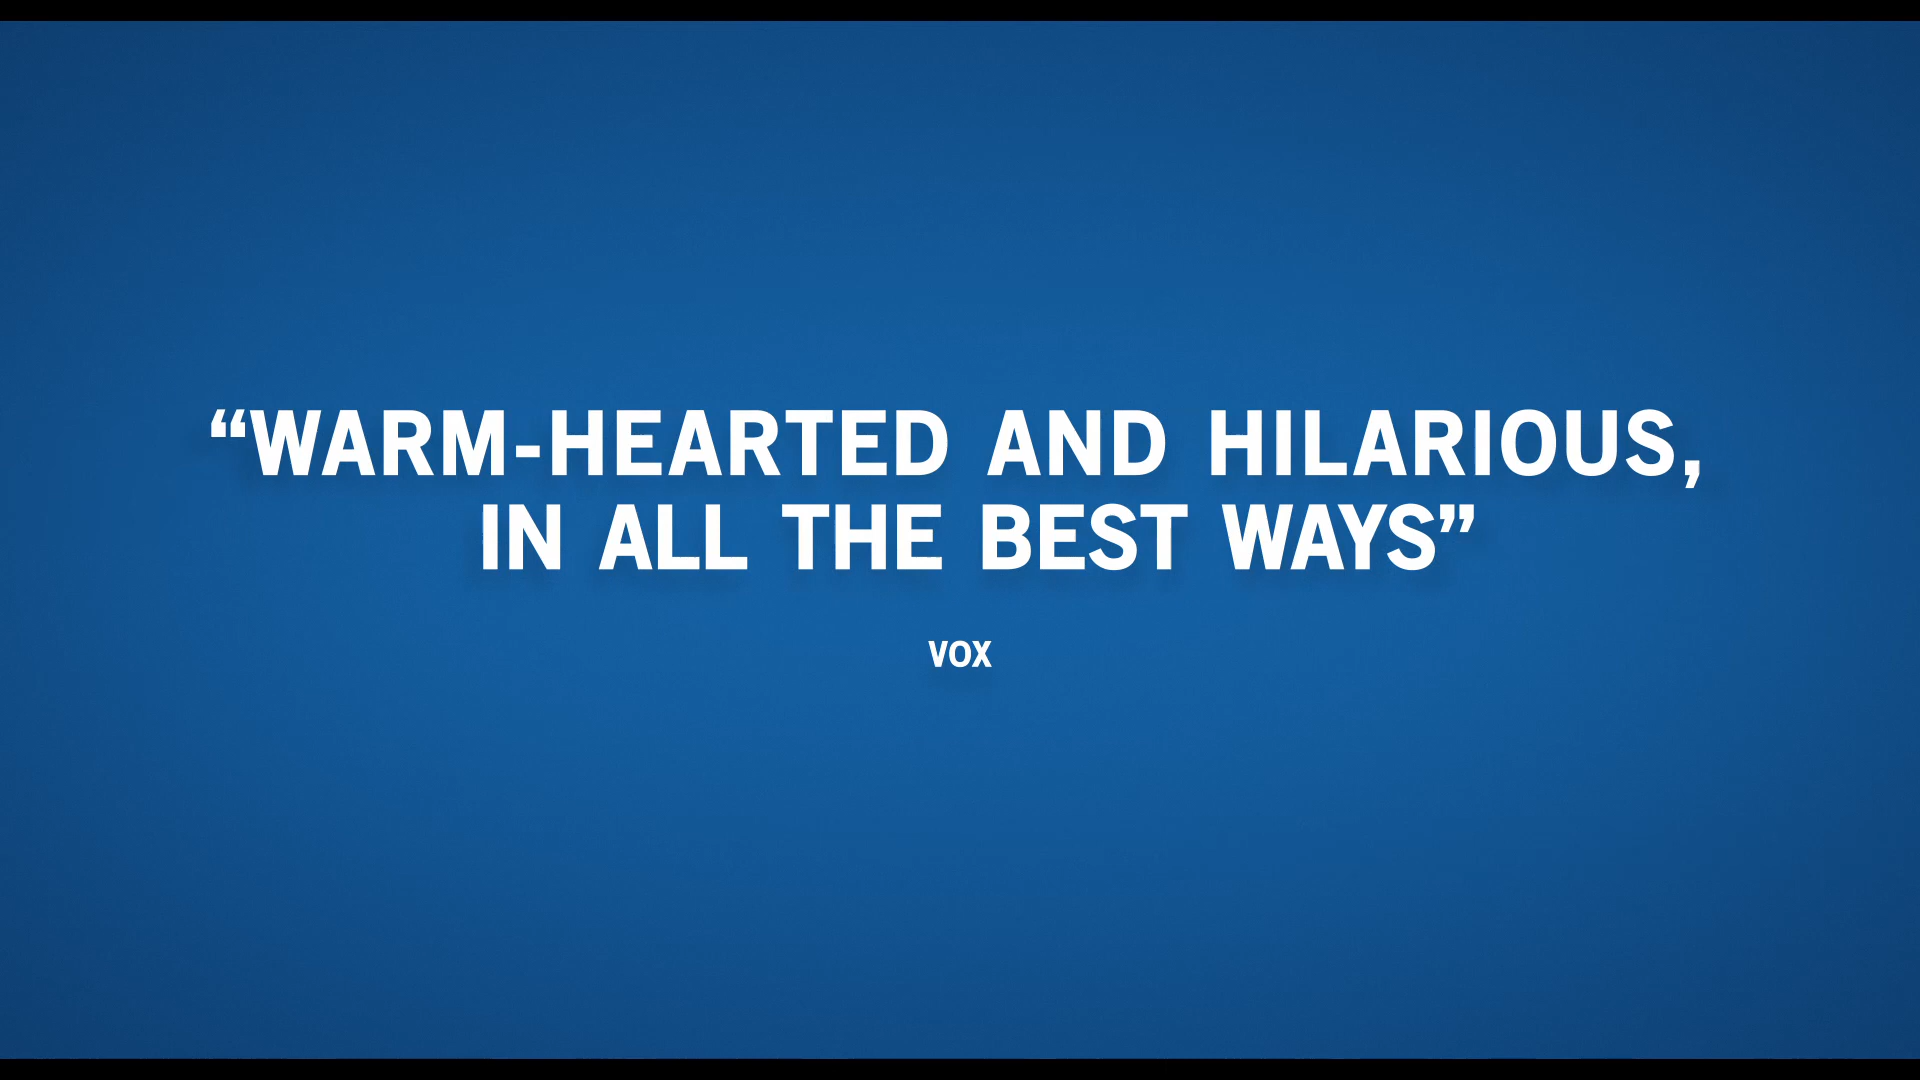 “WARM-HEARTED AND HILARIOUS,
IN ALL THE BEST WAYS”
VOX